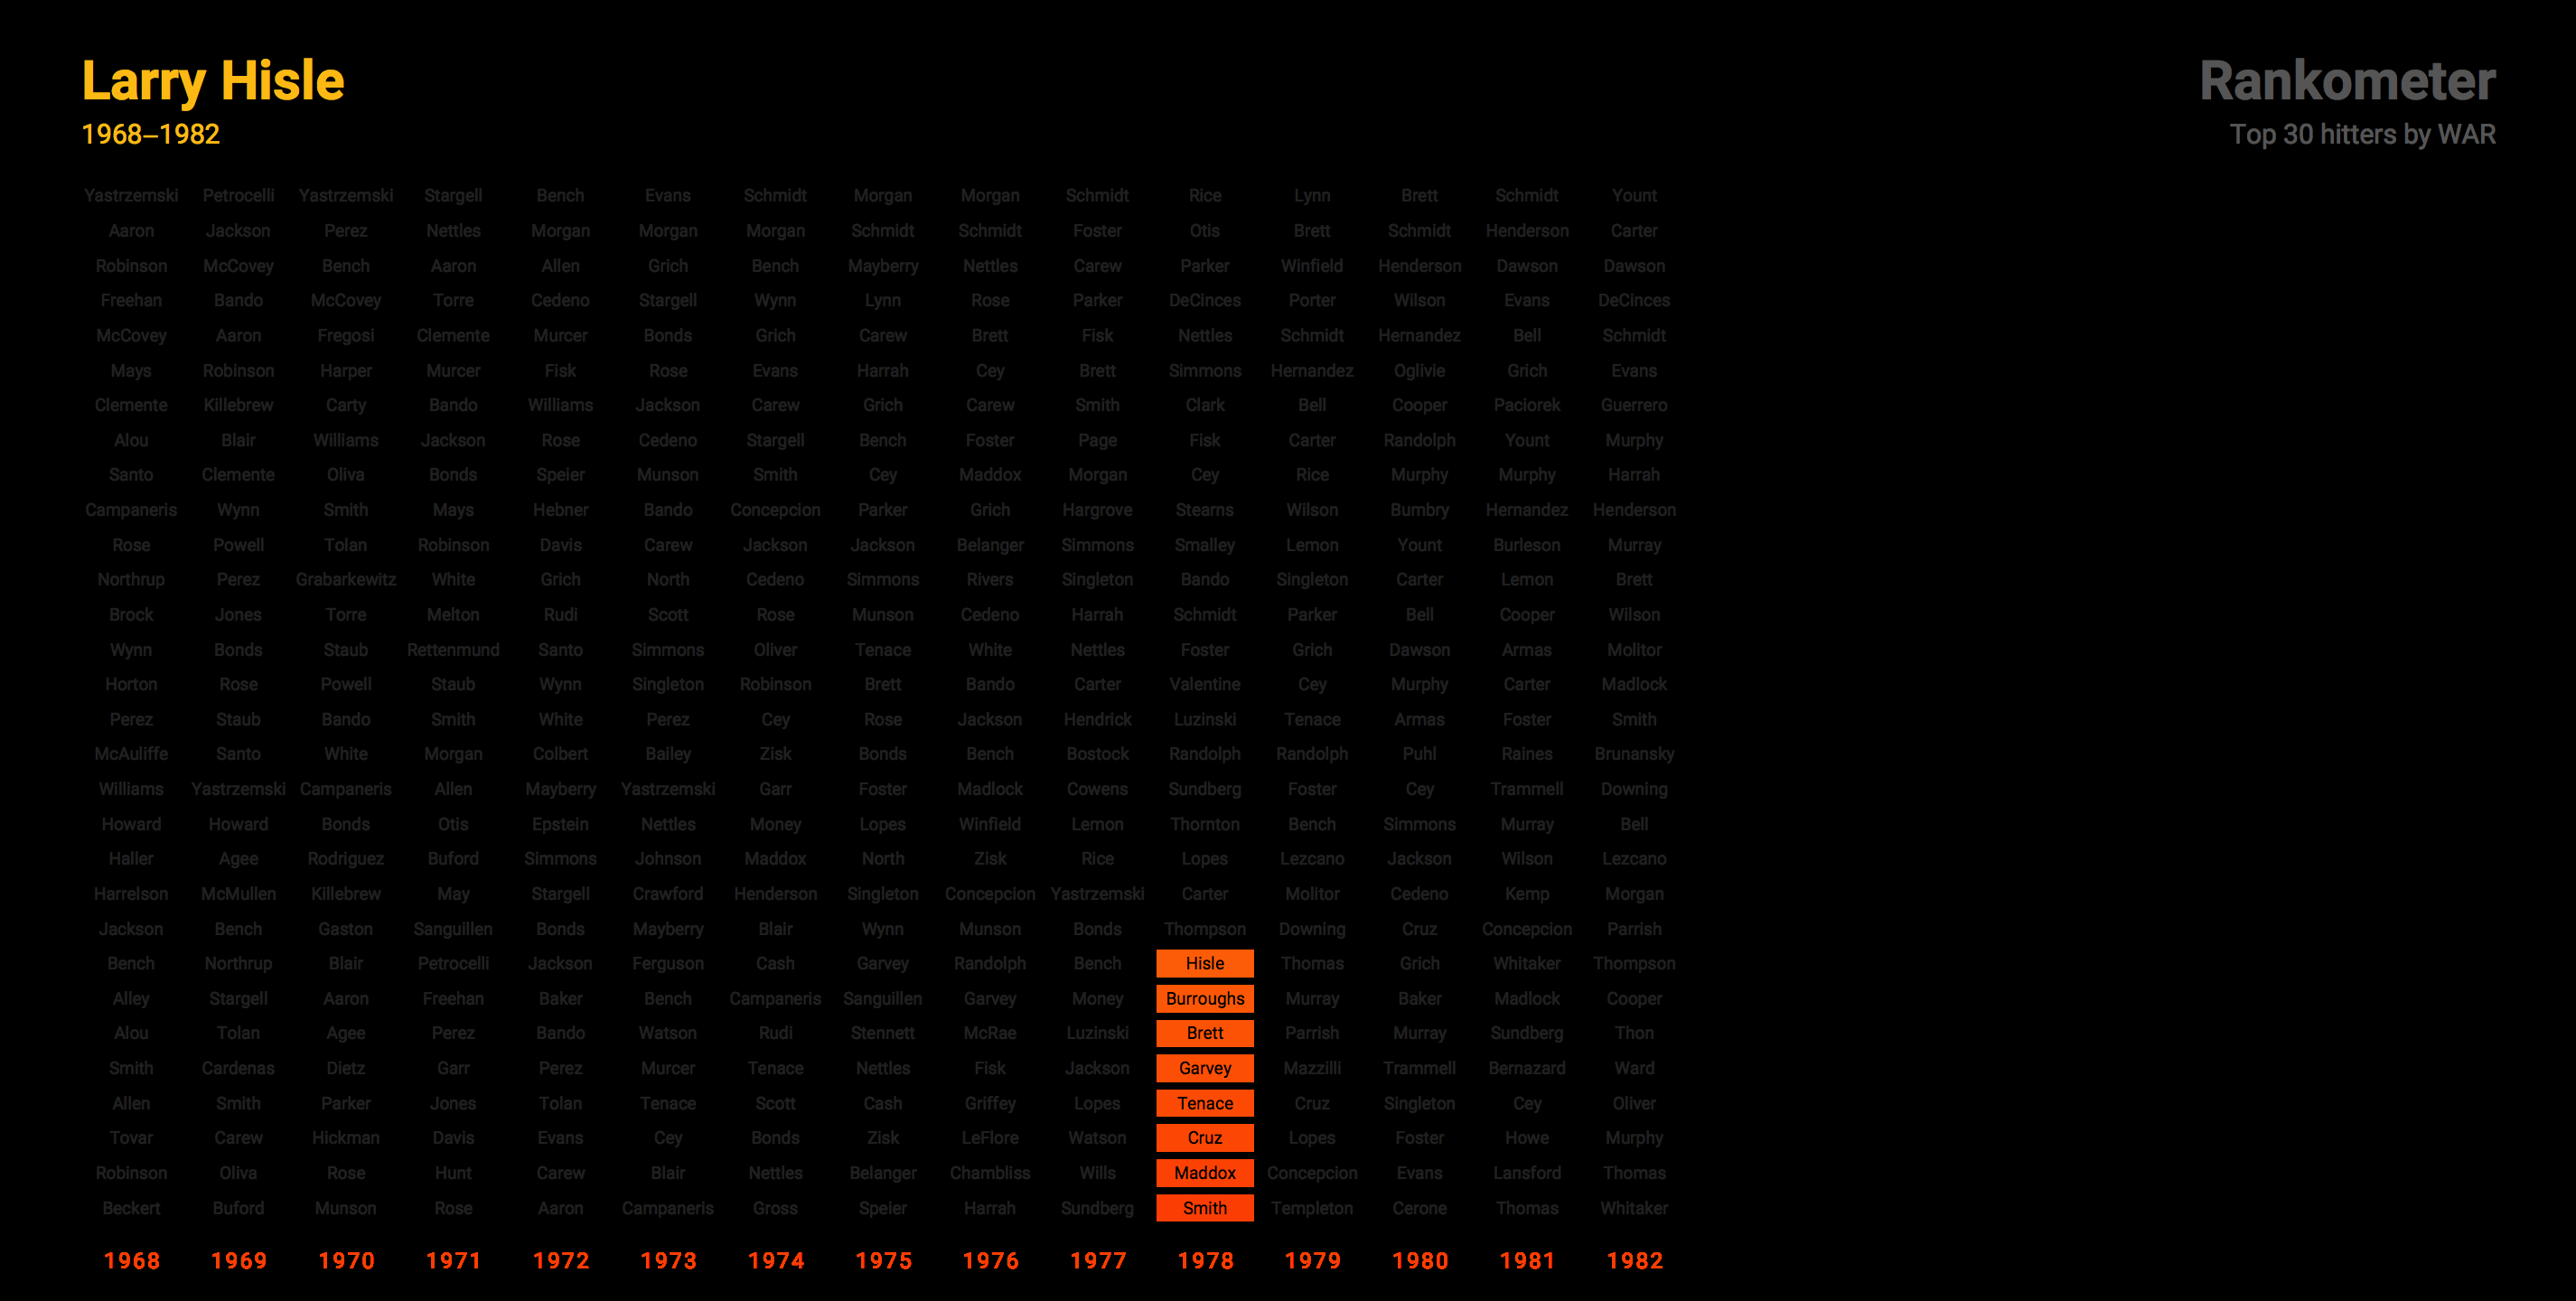 Larry Hisle
1968–1982
Rankometer
Top 30 hitters by WAR
Yastrzemski Petrocelli Yastrzemski Stargell Bench Evans Schmidt Morgan Morgan Schmidt Rice Lynn Brett Schmidt Yount
Aaron Jackson Perez Nettles Morgan Morgan Morgan Schmidt Schmidt Foster Otis Brett Schmidt Henderson Carter
Robinson McCovey Bench Aaron Allen Grich Bench Mayberry Nettles Carew Parker Winfield Henderson Dawson Dawson
Freehan Bando McCovey Torre Cedeno Stargell Wynn Lynn Rose Parker DeCinces Porter Wilson Evans DeCinces
McCovey Aaron Fregosi Clemente Murcer Bonds Grich Carew Brett Fisk Nettles Schmidt Hernandez Bell Schmidt
Mays Robinson Harper Murcer Fisk Rose Evans Harrah Cey Brett Simmons Hernandez Oglivie Grich Evans
Clemente Killebrew Carty Bando Williams Jackson Carew Grich Carew Smith Clark Bell Cooper Paciorek Guerrero
Alou Blair Williams Jackson Rose Cedeno Stargell Bench Foster Page Fisk Carter Randolph Yount Murphy
Santo Clemente Oliva Bonds Speier Munson Smith Cey Maddox Morgan Cey Rice Murphy Murphy Harrah
Campaneris Wynn Smith Mays Hebner Bando Concepcion Parker Grich Hargrove Stearns Wilson Bumbry Hernandez Henderson
Rose Powell Tolan Robinson Davis Carew Jackson Jackson Belanger Simmons Smalley Lemon Yount Burleson Murray
Northrup Perez Grabarkewitz White Grich North Cedeno Simmons Rivers Singleton Bando Singleton Carter Lemon Brett
Brock Jones Torre Melton Rudi Scott Rose Munson Cedeno Harrah Schmidt Parker Bell Cooper Wilson
Wynn Bonds Staub Rettenmund Santo Simmons Oliver Tenace White Nettles Foster Grich Dawson Armas Molitor
Horton Rose Powell Staub Wynn Singleton Robinson Brett Bando Carter Valentine Cey Murphy Carter Madlock
Perez Staub Bando Smith White Perez Cey Rose Jackson Hendrick Luzinski Tenace Armas Foster Smith
McAuliffe Santo White Morgan Colbert Bailey Zisk Bonds Bench Bostock Randolph Randolph Puhl Raines Brunansky
Williams Yastrzemski Campaneris Allen Mayberry Yastrzemski Garr Foster Madlock Cowens Sundberg Foster Cey Trammell Downing
Howard Howard Bonds Otis Epstein Nettles Money Lopes Winfield Lemon Thornton Bench Simmons Murray Bell
Haller Agee Rodriguez Buford Simmons Johnson Maddox North Zisk Rice Lopes Lezcano Jackson Wilson Lezcano
Harrelson McMullen Killebrew May Stargell Crawford Henderson Singleton Concepcion Yastrzemski Carter Molitor Cedeno Kemp Morgan
Jackson Bench Gaston Sanguillen Bonds Mayberry Blair Wynn Munson Bonds Thompson Downing Cruz Concepcion Parrish
Bench Northrup Blair Petrocelli Jackson Ferguson Cash Garvey Randolph Bench Hisle Thomas Grich Whitaker Thompson
Alley Stargell Aaron Freehan Baker Bench Campaneris Sanguillen Garvey Money Burroughs Murray Baker Madlock Cooper
Alou Tolan Agee Perez Bando Watson Rudi Stennett McRae Luzinski Brett Parrish Murray Sundberg Thon
Smith Cardenas Dietz Garr Perez Murcer Tenace Nettles Fisk Jackson Garvey Mazzilli Trammell Bernazard Ward
Allen Smith Parker Jones Tolan Tenace Scott Cash Griffey Lopes Tenace Cruz Singleton Cey Oliver
Tovar Carew Hickman Davis Evans Cey Bonds Zisk LeFlore Watson Cruz Lopes Foster Howe Murphy
Robinson Oliva Rose Hunt Carew Blair Nettles Belanger Chambliss Wills Maddox Concepcion Evans Lansford Thomas
Beckert Buford Munson Rose Aaron Campaneris Gross Speier Harrah Sundberg Smith Templeton Cerone Thomas Whitaker
1968 1969 1970 1971 1972 1973 1974 1975 1976 1977 1978 1979 1980 1981 1982